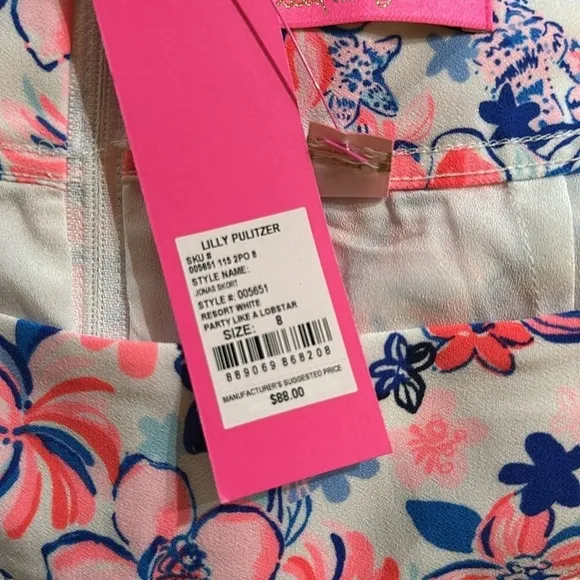 LILLY PULITZER
SKU #
005651 115 2PO 8
STYLE NAME:
JONAS SKORT
STYLE #: 005651
RESORT WHITE
PARTY LIKE A LOBSTAR
SIZE: 8
889069 868208
MANUFACTURER'S SUGGESTED PRICE
$88.00